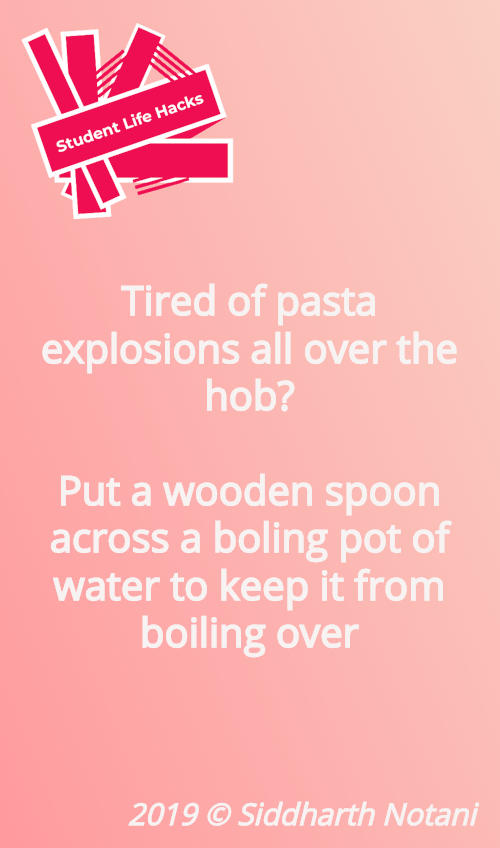 Student Life Hacks
Tired of pasta
explosions all over the
hob?
Put a wooden spoon
across a boling pot of
water to keep it from
boiling over
2019 © Siddharth Notani